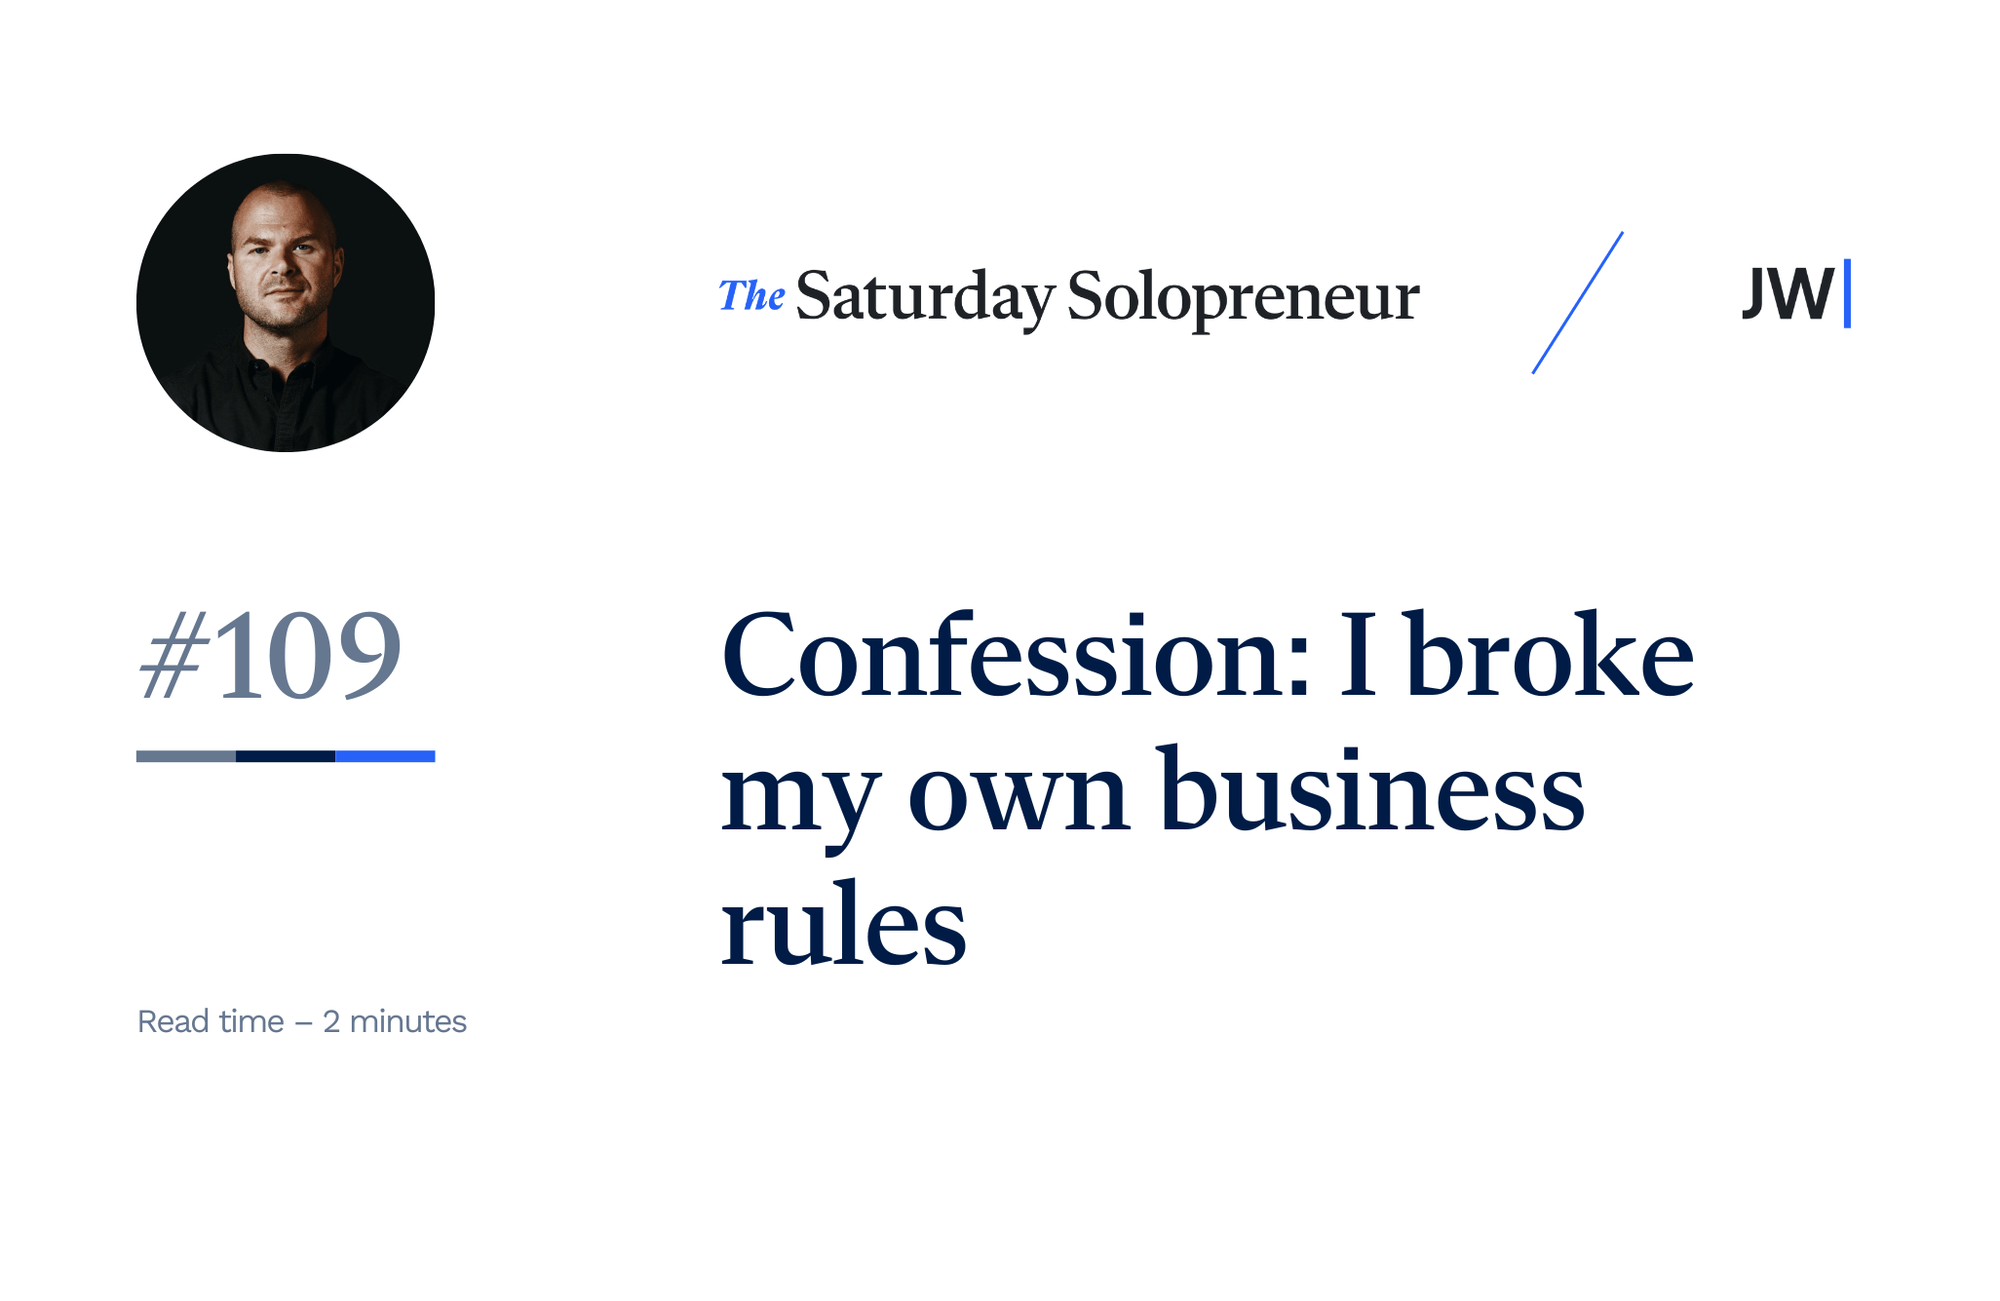 The Saturday Solopreneur
JW
#109
Confession: I broke
my own business
rules
Read time – 2 minutes